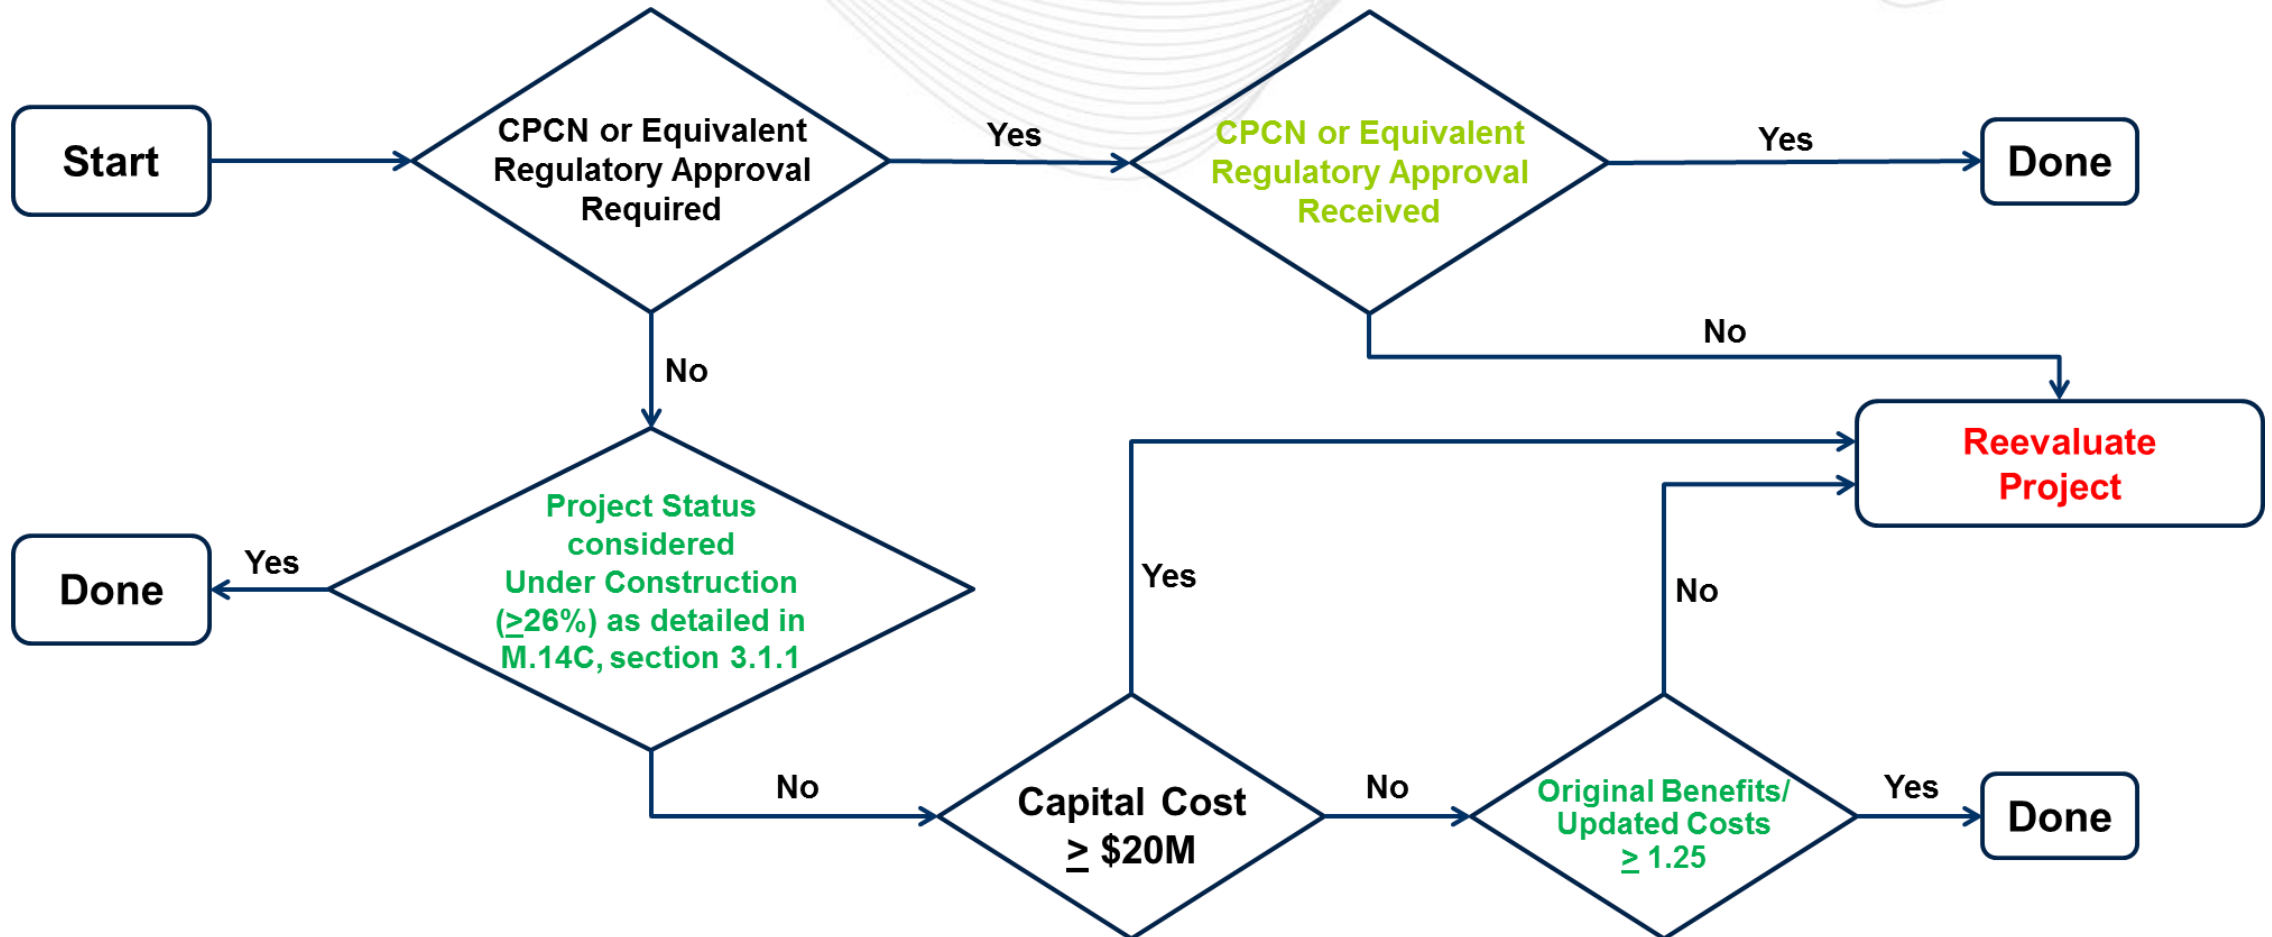 Start
CPCN or Equivalent
Regulatory Approval
Required
Yes
CPCN or Equivalent
Regulatory Approval
Received
Yes
Done
No
No
Reevaluate
Project
Done
Yes
Project Status
considered
Under Construction
(≥26%) as detailed in
M.14C, section 3.1.1
Yes
No
No
Capital Cost
≥ $20M
No
Original Benefits/
Updated Costs
≥ 1.25
Yes
Done